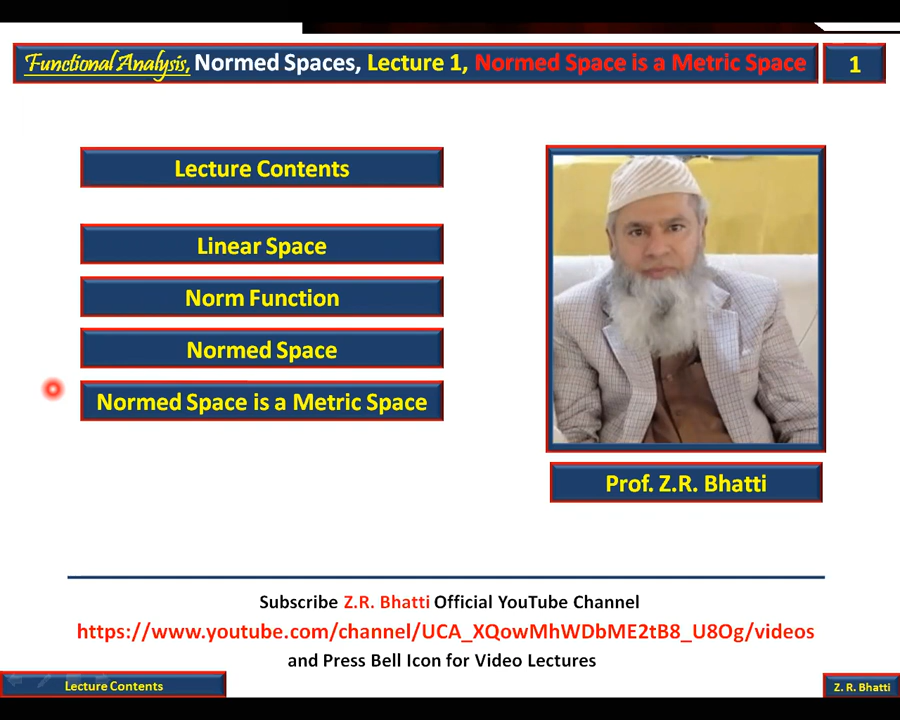 Functional Analysis, Normed Spaces, Lecture 1, Normed Space is a Metric Space
1
Lecture Contents
Linear Space
Norm Function
Normed Space
Normed Space is a Metric Space
Prof. Z.R. Bhatti
Subscribe Z.R. Bhatti Official YouTube Channel
https://www.youtube.com/channel/UCA_XQowMhWDbME2tB8_U8Og/videos
and Press Bell Icon for Video Lectures
Lecture Contents
Z. R. Bhatti